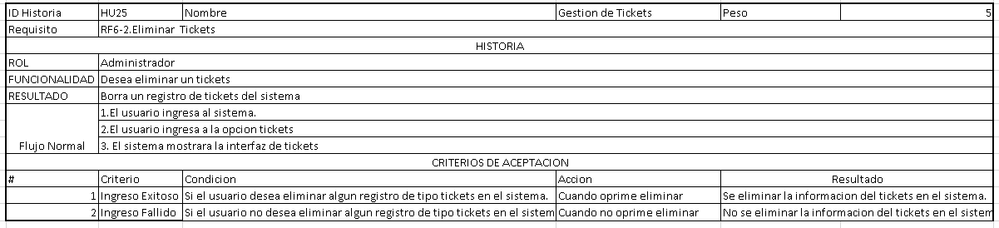 ID Historia HU25 Nombre Gestion de Tickets Peso 5
Requisito RF6-2.Eliminar Tickets
HISTORIA
ROL Administrador
FUNCIONALIDAD Desea eliminar un tickets
RESULTADO Borra un registro de tickets del sistema
1.El usuario ingresa al sistema.
2.El usuario ingresa a la opcion tickets
Flujo Normal 3. El sistema mostrara la interfaz de tickets
CRITERIOS DE ACEPTACION
# Criterio Condicion Accion Resultado
1 Ingreso Exitoso Si el usuario desea eliminar algun registro de tipo tickets en el sistema. Cuando oprime eliminar Se eliminar la informacion del tickets en el sistema.
2 Ingreso Fallido Si el usuario no desea eliminar algun registro de tipo tickets en el sistem Cuando no oprime eliminar No se eliminar la informacion del tickets en el sistem